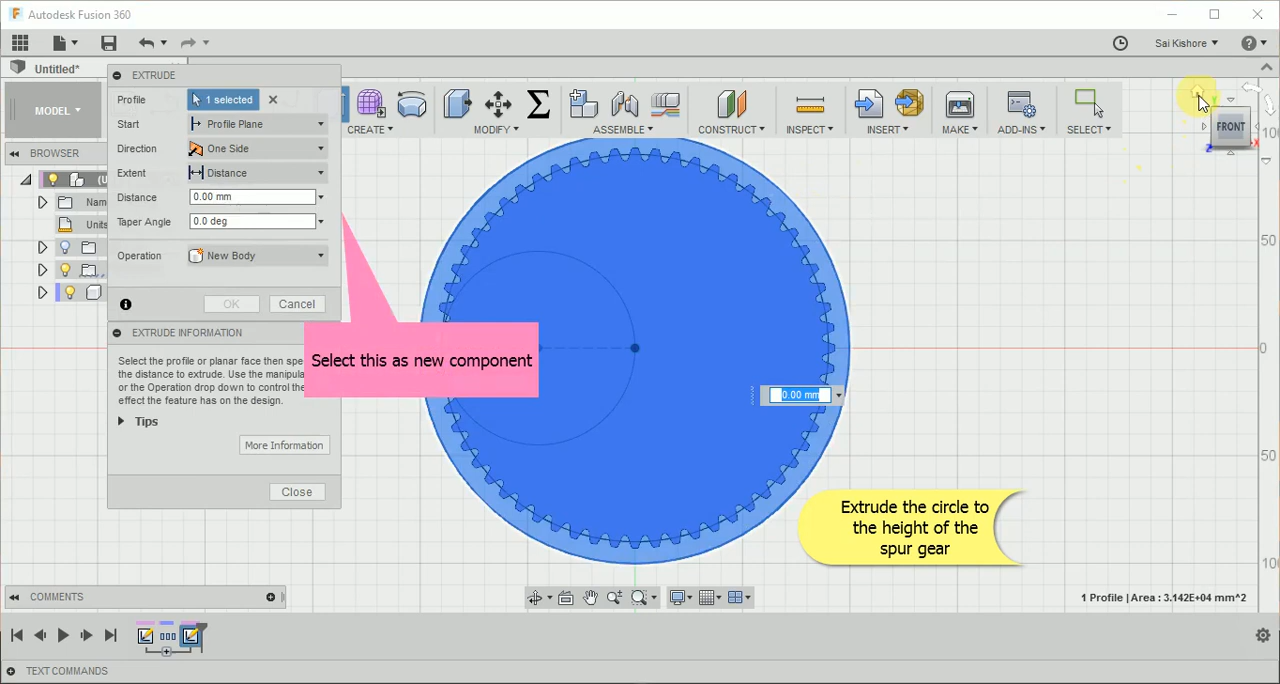 Autodesk Fusion 360
Sai Kishore
Untitled*
MODEL
CREATE
MODIFY
ASSEMBLE
CONSTRUCT
INSPECT
INSERT
MAKE
ADD-INS
SELECT
FRONT
BROWSER
Units
EXTRUDE
Profile
1 selected
Start
Profile Plane
Direction
One Side
Extent
Distance
Distance
0.00 mm
Taper Angle
0.0 deg
Operation
New Body
OK
Cancel
EXTRUDE INFORMATION
Select the profile or planar face then
the distance to extrude. Use the
or the Operation drop down to control the
effect the feature has on the design.
Tips
More Information
Close
Select this as new component
0.00 mm
Extrude the circle to
the height of the
spur gear
50
0
50
COMMENTS
1 Profile | Area : 3.142E+04 mm^2
TEXT COMMANDS